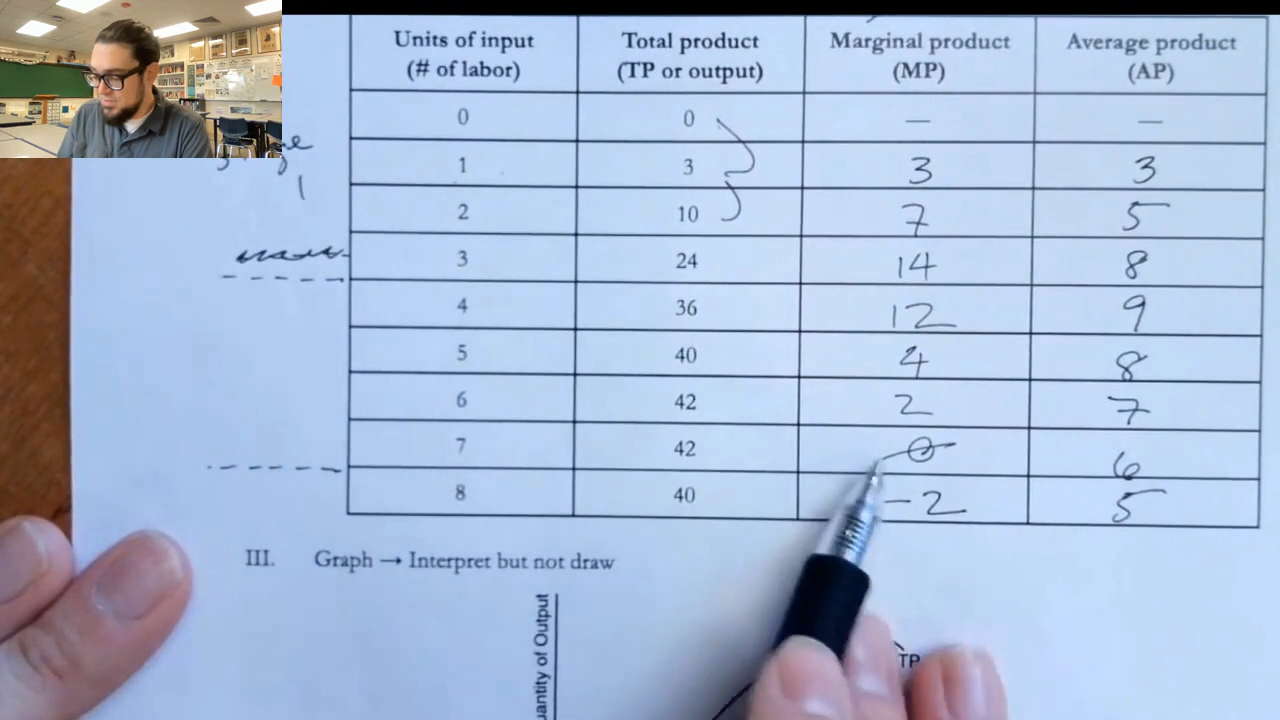 Units of input Total product Marginal product Average product
(# of labor) (TP or output) (MP) (AP)
0 0 — —
1 3 3 3
1
2 10 7 5
3 24 14 8
4 36 12 9
5 40 4 8
6 42 2 7
7 42 0 6
8 40 -2 5
III. Graph → Interpret but not draw
uantity of Output
TP